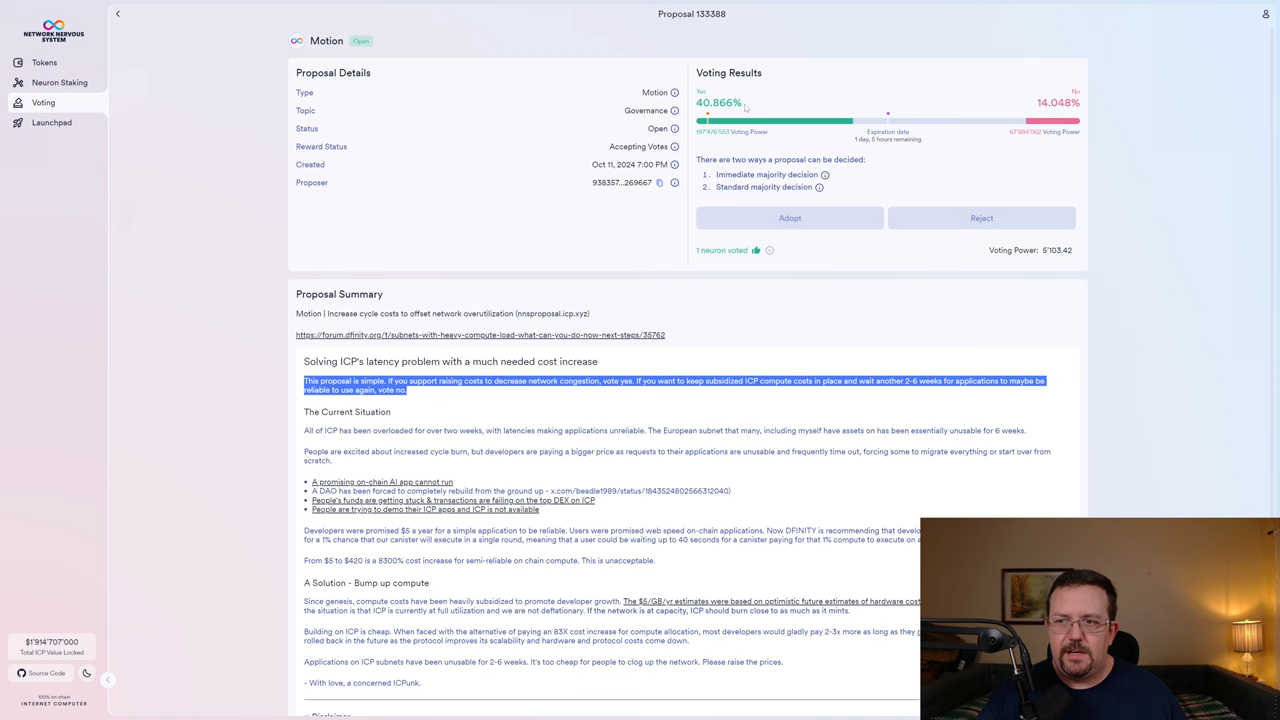 Proposal 133388
NETWORK NERVOUS
SYSTEM
Tokens
Neuron Staking
Voting
Launchpad
Motion
Open
Proposal Details
Type
Motion
Topic
Governance
Status
Open
Reward Status
Accepting Votes
Created
Oct 11, 2024 7:00 PM
Proposer
938357...269667
Voting Results
Yes
No
40.866%
14.048%
197'476'553 Voting Power
Expiration date
1 day, 5 hours remaining
Voting Power
There are two ways a proposal can be decided:
1. Immediate majority decision
2. Standard majority decision
Adopt
Reject
1 neuron voted
Voting Power: 5'103.42
Proposal Summary
Motion | Increase cycle costs to offset network overutilization (nnsproposal.icp.xyz)
https://forum.dfinity.org/t/subnets-with-heavy-compute-load-what-can-you-do-now-next-steps/35762
Solving ICP's latency problem with a much needed cost increase
This proposal is simple. If you support raising costs to decrease network congestion, vote yes. If you want to keep subsidized ICP compute costs in place and wait another 2-6 weeks for applications to maybe be
reliable to use again, vote no.
The Current Situation
All of ICP has been overloaded for over two weeks, with latencies making applications unreliable. The European subnet that many, including myself have assets on has been essentially unusable for 6 weeks.
People are excited about increased cycle burn, but developers are paying a bigger price as requests to their applications are unusable and frequently time out, forcing some to migrate everything or start over from
scratch.
• A promising on-chain AI app cannot run
• A DAO has been forced to completely rebuild from the ground up - x.com/beadle1989/status/1843524802566312040)
• People's funds are getting stuck & transactions are failing on the top DEX on ICP
• People are trying to demo their ICP apps and ICP is not available
Developers were promised $5 a year for a simple application to be reliable. Users were promised web speed on-chain applications. Now DFINITY is recommending that develo
for a 1% chance that our canister will execute in a single round, meaning that a user could be waiting up to 40 seconds for a canister paying for that 1% compute to execute on a
From $5 to $420 is a 8300% cost increase for semi-reliable on chain compute. This is unacceptable.
A Solution - Bump up compute
Since genesis, compute costs have been heavily subsidized to promote developer growth. The $5/GB/yr estimates were based on optimistic future estimates of hardware cost
the situation is that ICP is currently at full utilization and we are not deflationary. If the network is at capacity, ICP should burn close to as much as it mints.
Building on ICP is cheap. When faced with the alternative of paying an 83X cost increase for compute allocation, most developers would gladly pay 2-3x more as long as they g
rolled back in the future as the protocol improves its scalability and hardware and protocol costs come down.
Applications on ICP subnets have been unusable for 2-6 weeks. It's too cheap for people to clog up the network. Please raise the prices.
- With love, a concerned ICPunk.
$1'914'707'000
Total ICP Value Locked
Source Code
100% on-chain
INTERNET COMPUTER